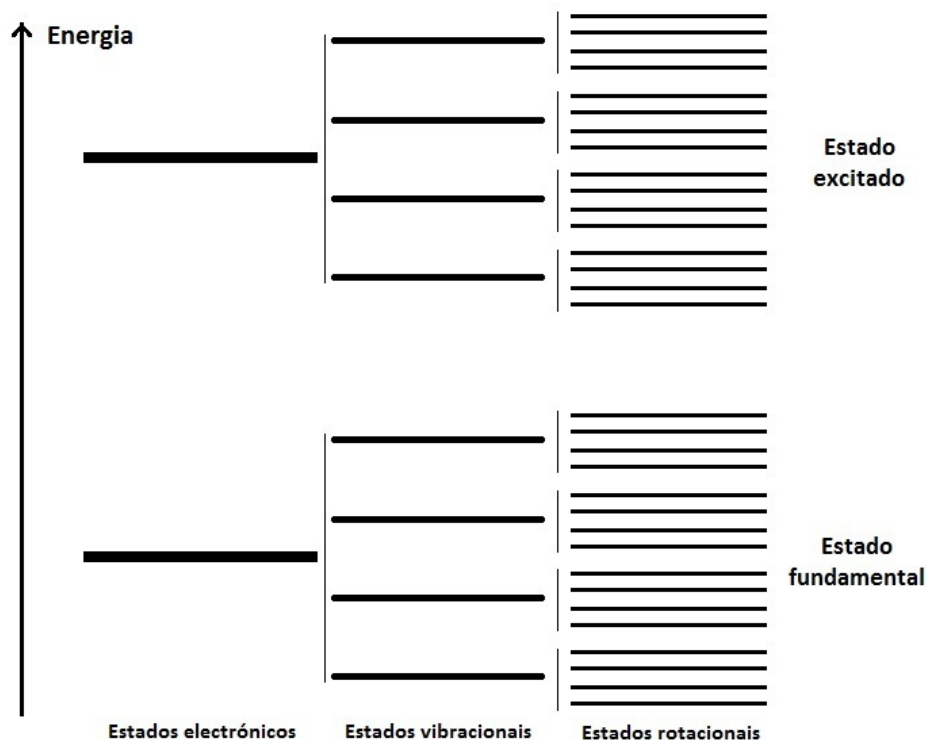 Energia
Estado
excitado
Estado
fundamental
Estados electrónicos
Estados vibracionais
Estados rotacionais